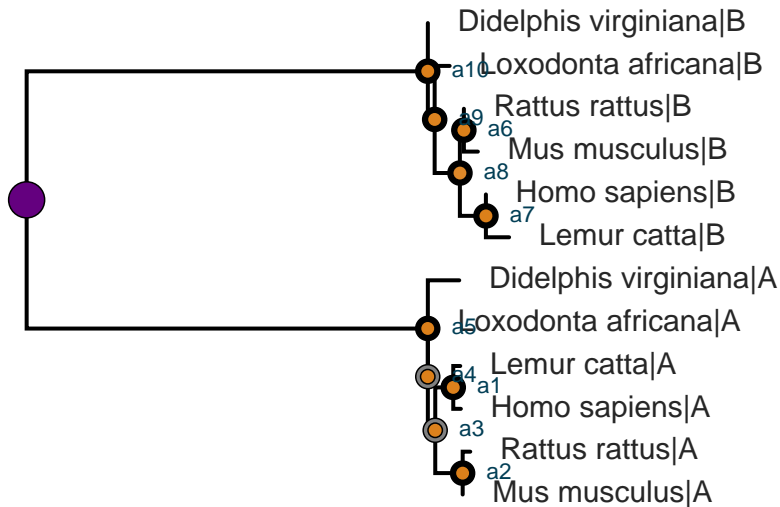 Didelphis virginiana|B
a10 Loxodonta africana|B
Rattus rattus|B
a9 a6
Mus musculus|B
a8
Homo sapiens|B
a7
Lemur catta|B
Didelphis virginiana|A
a5 Loxodonta africana|A
Lemur catta|A
a4 a1
Homo sapiens|A
a3
Rattus rattus|A
a2
Mus musculus|A